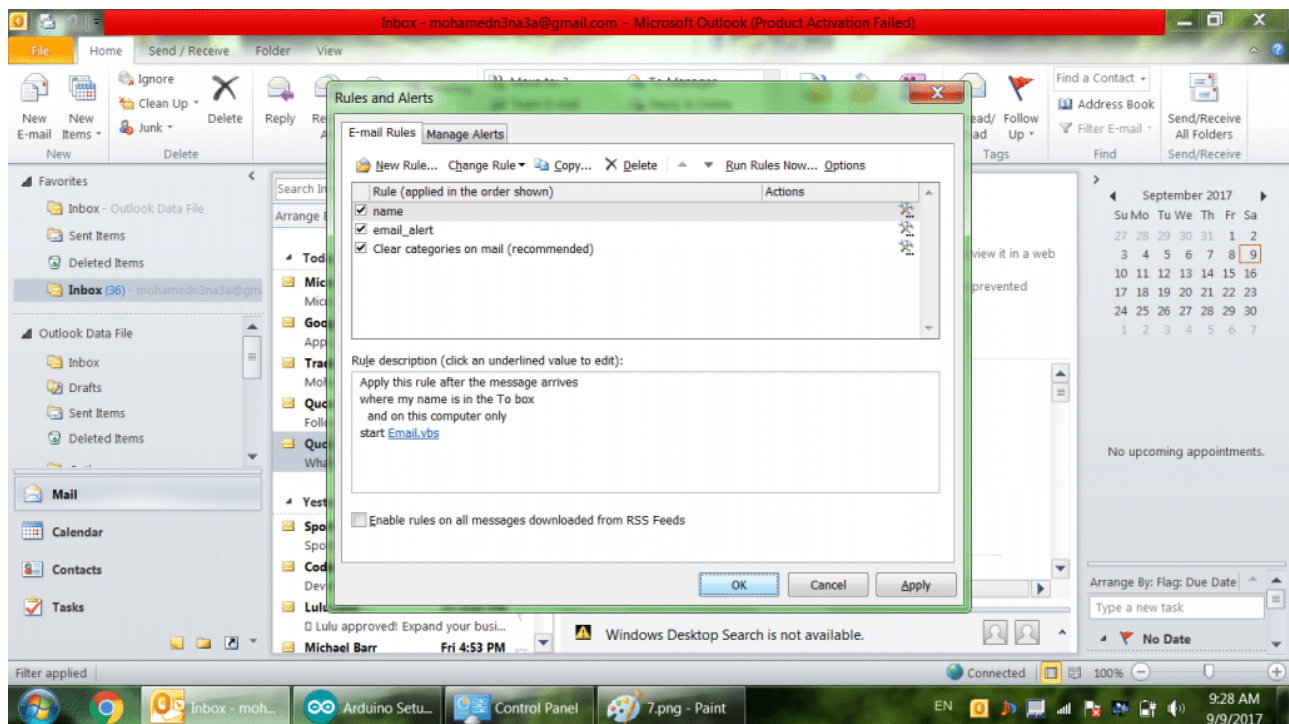 Inbox - mohamedn3na3a@gmail.com - Microsoft Outlook (Product Activation Failed)
File Home Send / Receive Folder View
New E-mail
New Items
New
Ignore
Clean Up
Junk
Delete
Delete
Reply
Follow Up
Tags
Find a Contact
Address Book
Filter E-mail
Find
Send/Receive All Folders
Send/Receive
Favorites
Inbox - Outlook Data File
Sent Items
Deleted Items
Inbox (36) - mohamedn3na3a@gm
Outlook Data File
Inbox
Drafts
Sent Items
Deleted Items
Mail
Calendar
Contacts
Tasks
Search In
Arrange
Rules and Alerts
E-mail Rules Manage Alerts
New Rule... Change Rule Copy... Delete Run Rules Now... Options
Rule (applied in the order shown) Actions
name
email_alert
Clear categories on mail (recommended)
Rule description (click an underlined value to edit):
Apply this rule after the message arrives
where my name is in the To box
and on this computer only
start Email.vbs
Enable rules on all messages downloaded from RSS Feeds
OK Cancel Apply
Lulu approved! Expand your busi...
Michael Barr Fri 4:53 PM
view it in a web
prevented
Windows Desktop Search is not available.
September 2017
Su Mo Tu We Th Fr Sa
27 28 29 30 31 1 2
3 4 5 6 7 8 9
10 11 12 13 14 15 16
17 18 19 20 21 22 23
24 25 26 27 28 29 30
1 2 3 4 5 6 7
No upcoming appointments.
Arrange By: Flag: Due Date
Type a new task
No Date
Filter applied
Connected 100%
Inbox - moh...
Arduino Setu...
Control Panel
7.png - Paint
EN
9:28 AM
9/9/2017